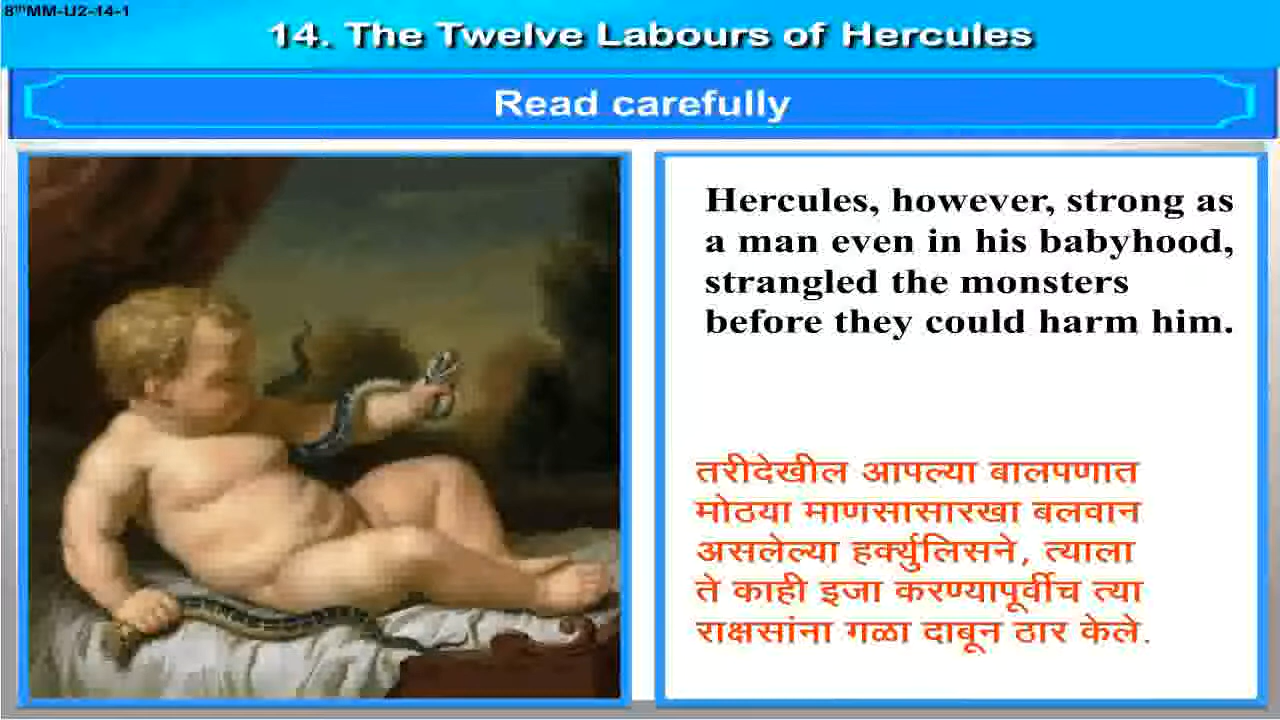 8thMM-U2-14-1
14. The Twelve Labours of Hercules
Read carefully
Hercules, however, strong as
a man even in his babyhood,
strangled the monsters
before they could harm him.
तरीदेखील आपल्या बालपणात
मोठया माणसासारखा बलवान
असलेल्या हर्क्युलिसने, त्याला
ते काही इजा करण्यापूर्वीच त्या
राक्षसांना गळा दाबून ठार केले.